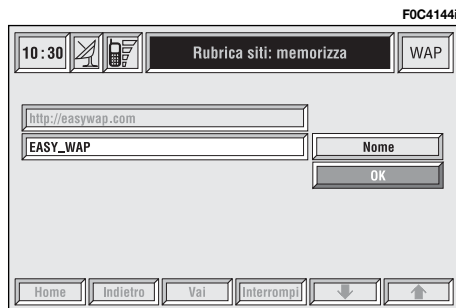 F0C4144i
10:30 Rubrica siti: memorizza WAP
http://easywap.com
EASY_WAP Nome
OK
Home Indietro Vai Interrompi